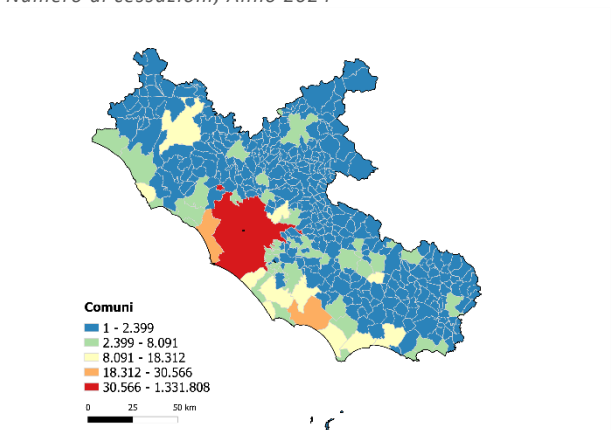 Numero di cessazioni, Anno 2024
Comuni
1 - 2.399
2.399 - 8.091
8.091 - 18.312
18.312 - 30.566
30.566 - 1.331.808
0 25 50 km